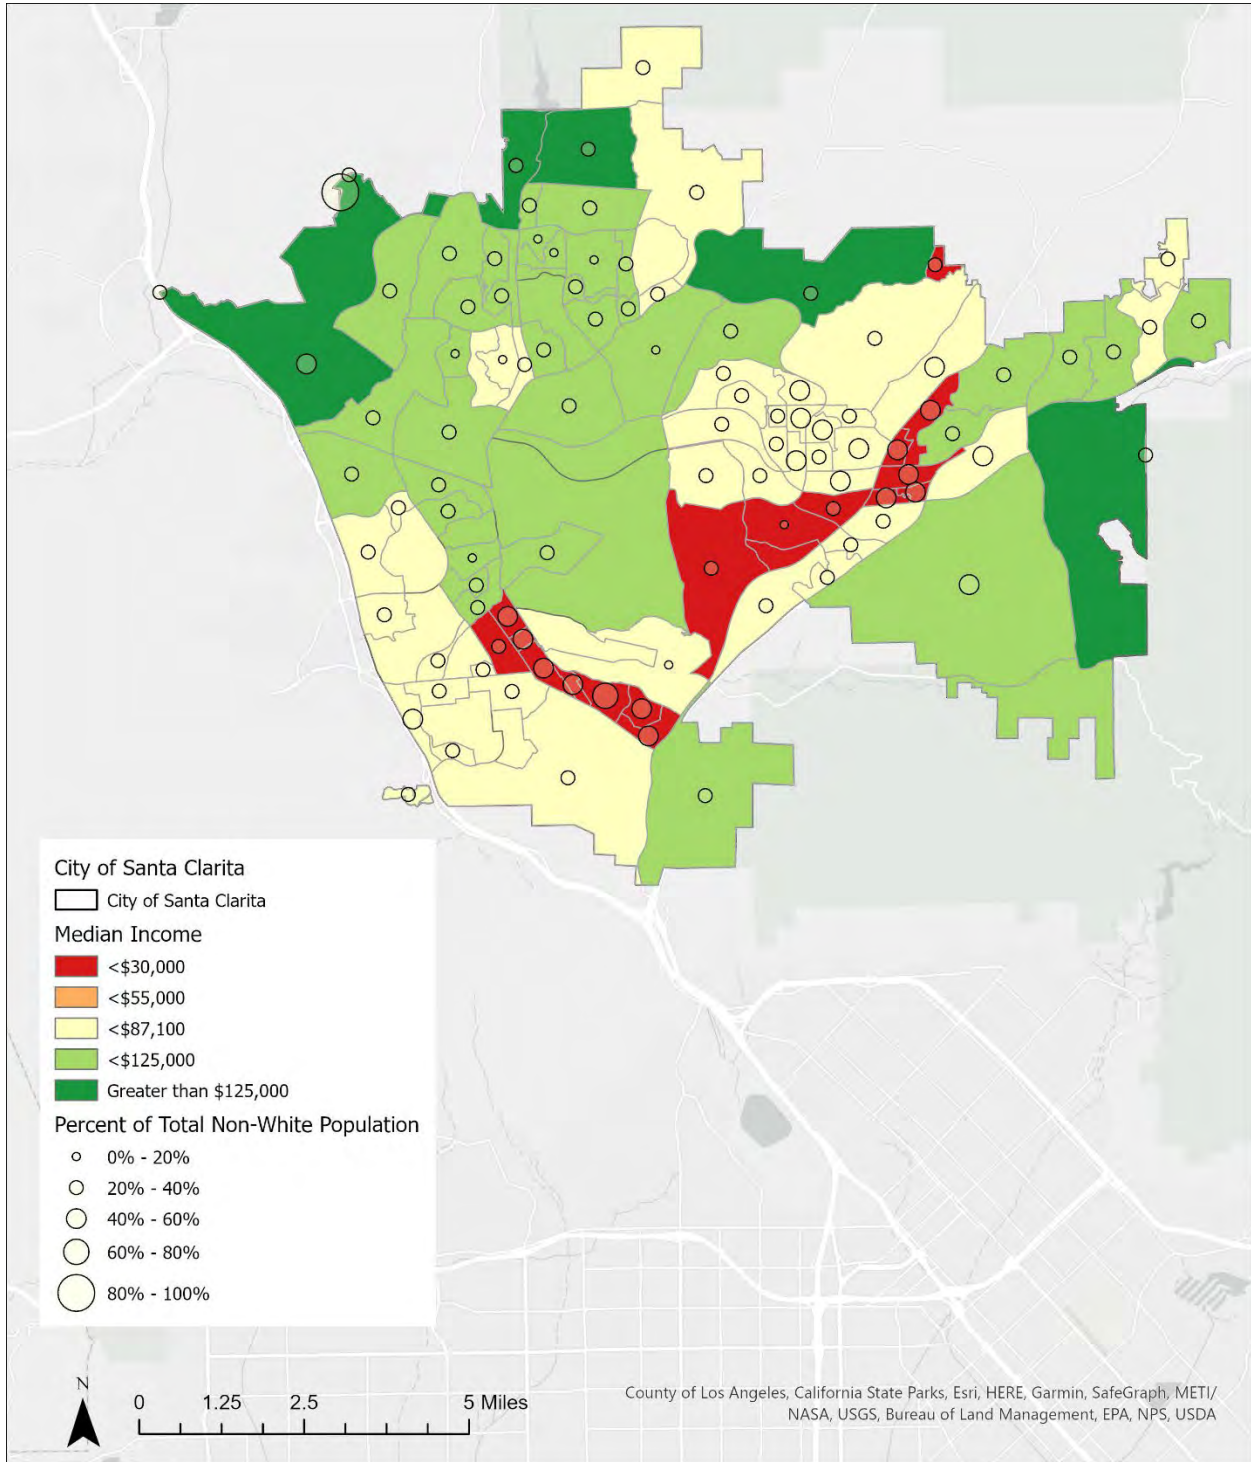 City of Santa Clarita
City of Santa Clarita
Median Income
<$30,000
<$55,000
<$87,100
<$125,000
Greater than $125,000
Percent of Total Non-White Population
0% - 20%
20% - 40%
40% - 60%
60% - 80%
80% - 100%
N
0 1.25 2.5 5 Miles
County of Los Angeles, California State Parks, Esri, HERE, Garmin, SafeGraph, METI/
NASA, USGS, Bureau of Land Management, EPA, NPS, USDA